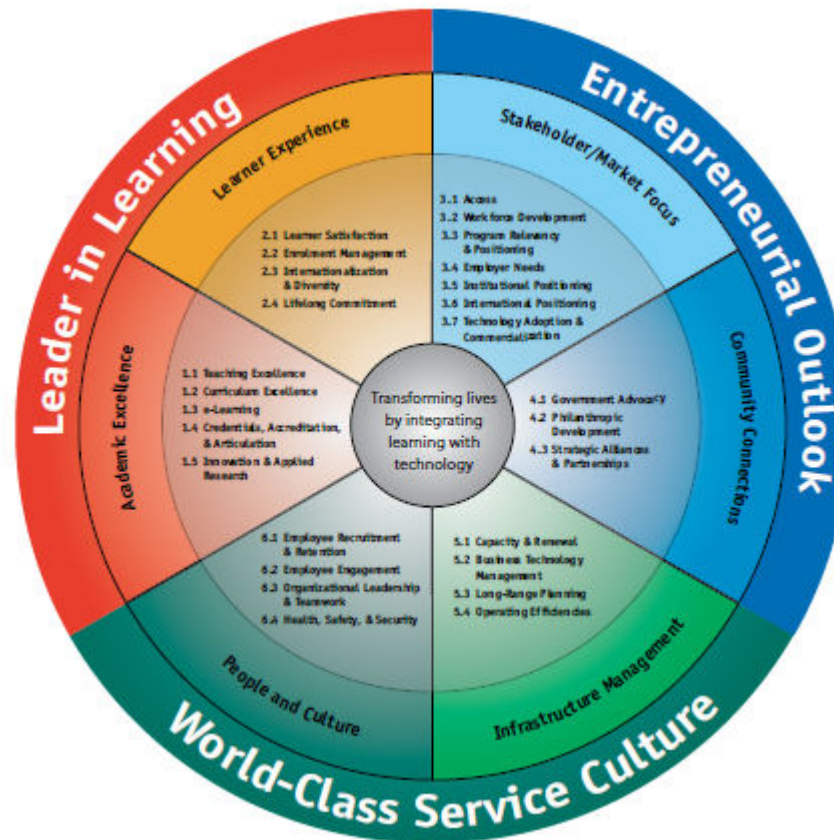 Leader in Learning
Entrepreneurial Outlook
World-Class Service Culture
Learner Experience
2.1 Learner Satisfaction
2.2 Enrolment Management
2.3 Internationalization
& Diversity
2.4 Lifelong Commitment
Stakeholder/Market Focus
3.1 Access
3.2 Workforce Development
3.3 Program Relevancy
& Positioning
3.4 Employer Needs
3.5 Institutional Positioning
3.6 International Positioning
3.7 Technology Adoption &
Commercialization
Academic Excellence
1.1 Teaching Excellence
1.2 Curriculum Excellence
1.3 e-Learning
1.4 Credentials, Accreditation,
& Articulation
1.5 Innovation & Applied
Research
Transforming lives
by integrating
learning with
technology
Community Connections
4.1 Government Advocacy
4.2 Philanthropic
Development
4.3 Strategic Alliances
& Partnerships
People and Culture
6.1 Employee Recruitment
& Retention
6.2 Employee Engagement
6.3 Organizational Leadership
& Teamwork
6.4 Health, Safety, & Security
Infrastructure Management
5.1 Capacity & Renewal
5.2 Business Technology
Management
5.3 Long-Range Planning
5.4 Operating Efficiencies